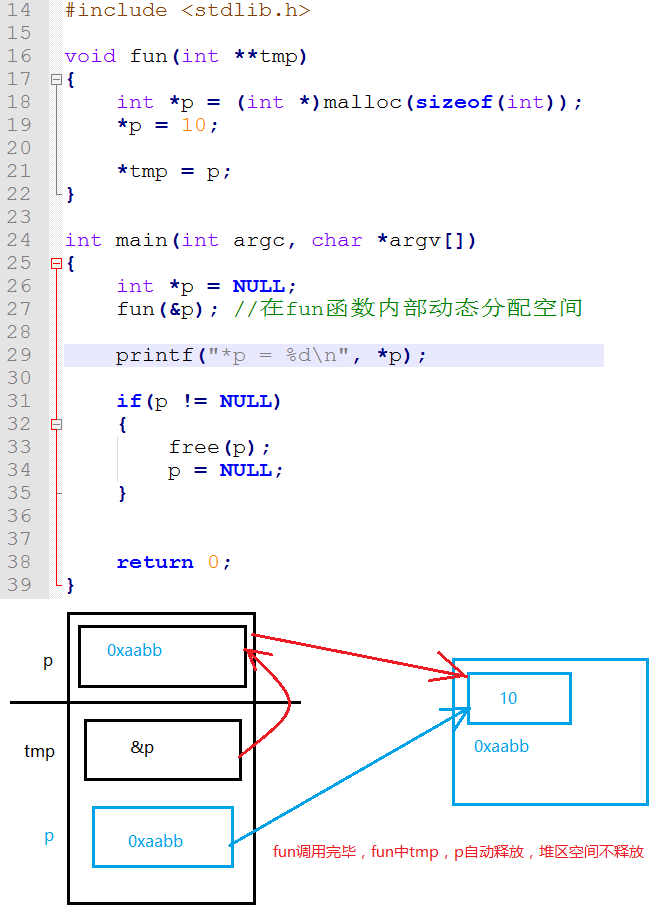 14 #include <stdlib.h>
15
16 void fun(int **tmp)
17 {
18     int *p = (int *)malloc(sizeof(int));
19     *p = 10;
20
21     *tmp = p;
22 }
23
24 int main(int argc, char *argv[])
25 {
26     int *p = NULL;
27     fun(&p); //在fun函数内部动态分配空间
28
29     printf("*p = %d\n", *p);
30
31     if(p != NULL)
32     {
33         free(p);
34         p = NULL;
35     }
36
37
38     return 0;
39 }
p
0xaabb
tmp
&p
p
0xaabb
10
0xaabb
fun调用完毕，fun中tmp，p自动释放，堆区空间不释放